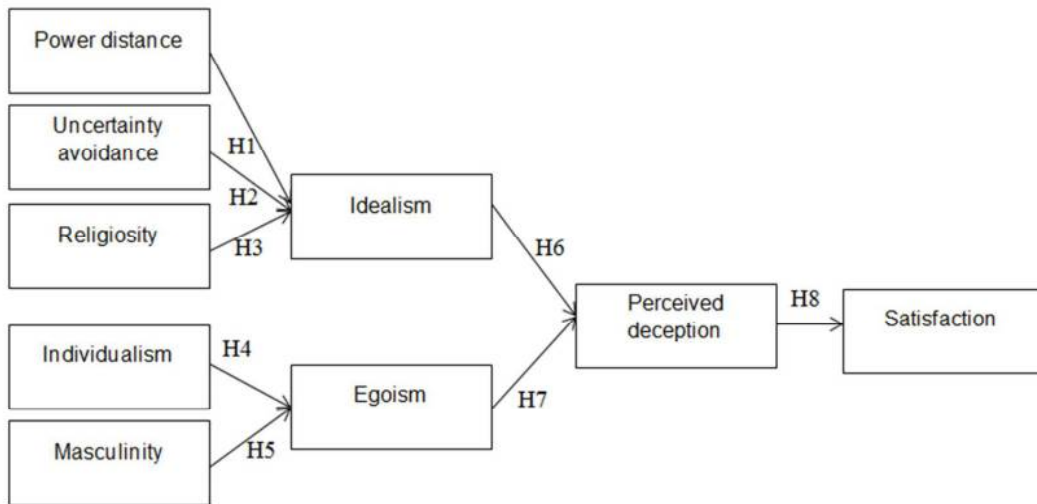 Power distance
Uncertainty
avoidance
H1
H2
Religiosity
H3
Idealism
H6
Individualism
H4
Masculinity
H5
Egoism
H7
Perceived
deception
H8
Satisfaction